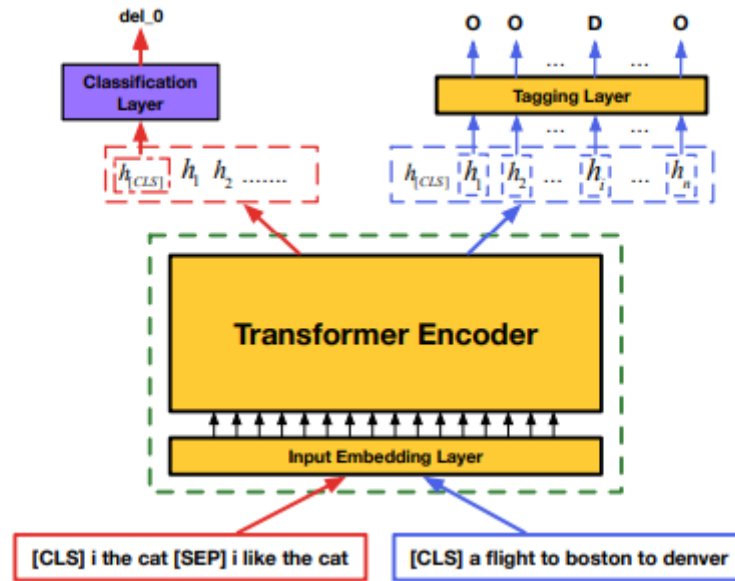 del_0
O O D O
Classification
Layer
... ...
Tagging Layer
... ...
h[CLS] h1 h2 .......
h[CLS] h1 h2 ... hi ... hn
Transformer Encoder
Input Embedding Layer
[CLS] i the cat [SEP] i like the cat
[CLS] a flight to boston to denver